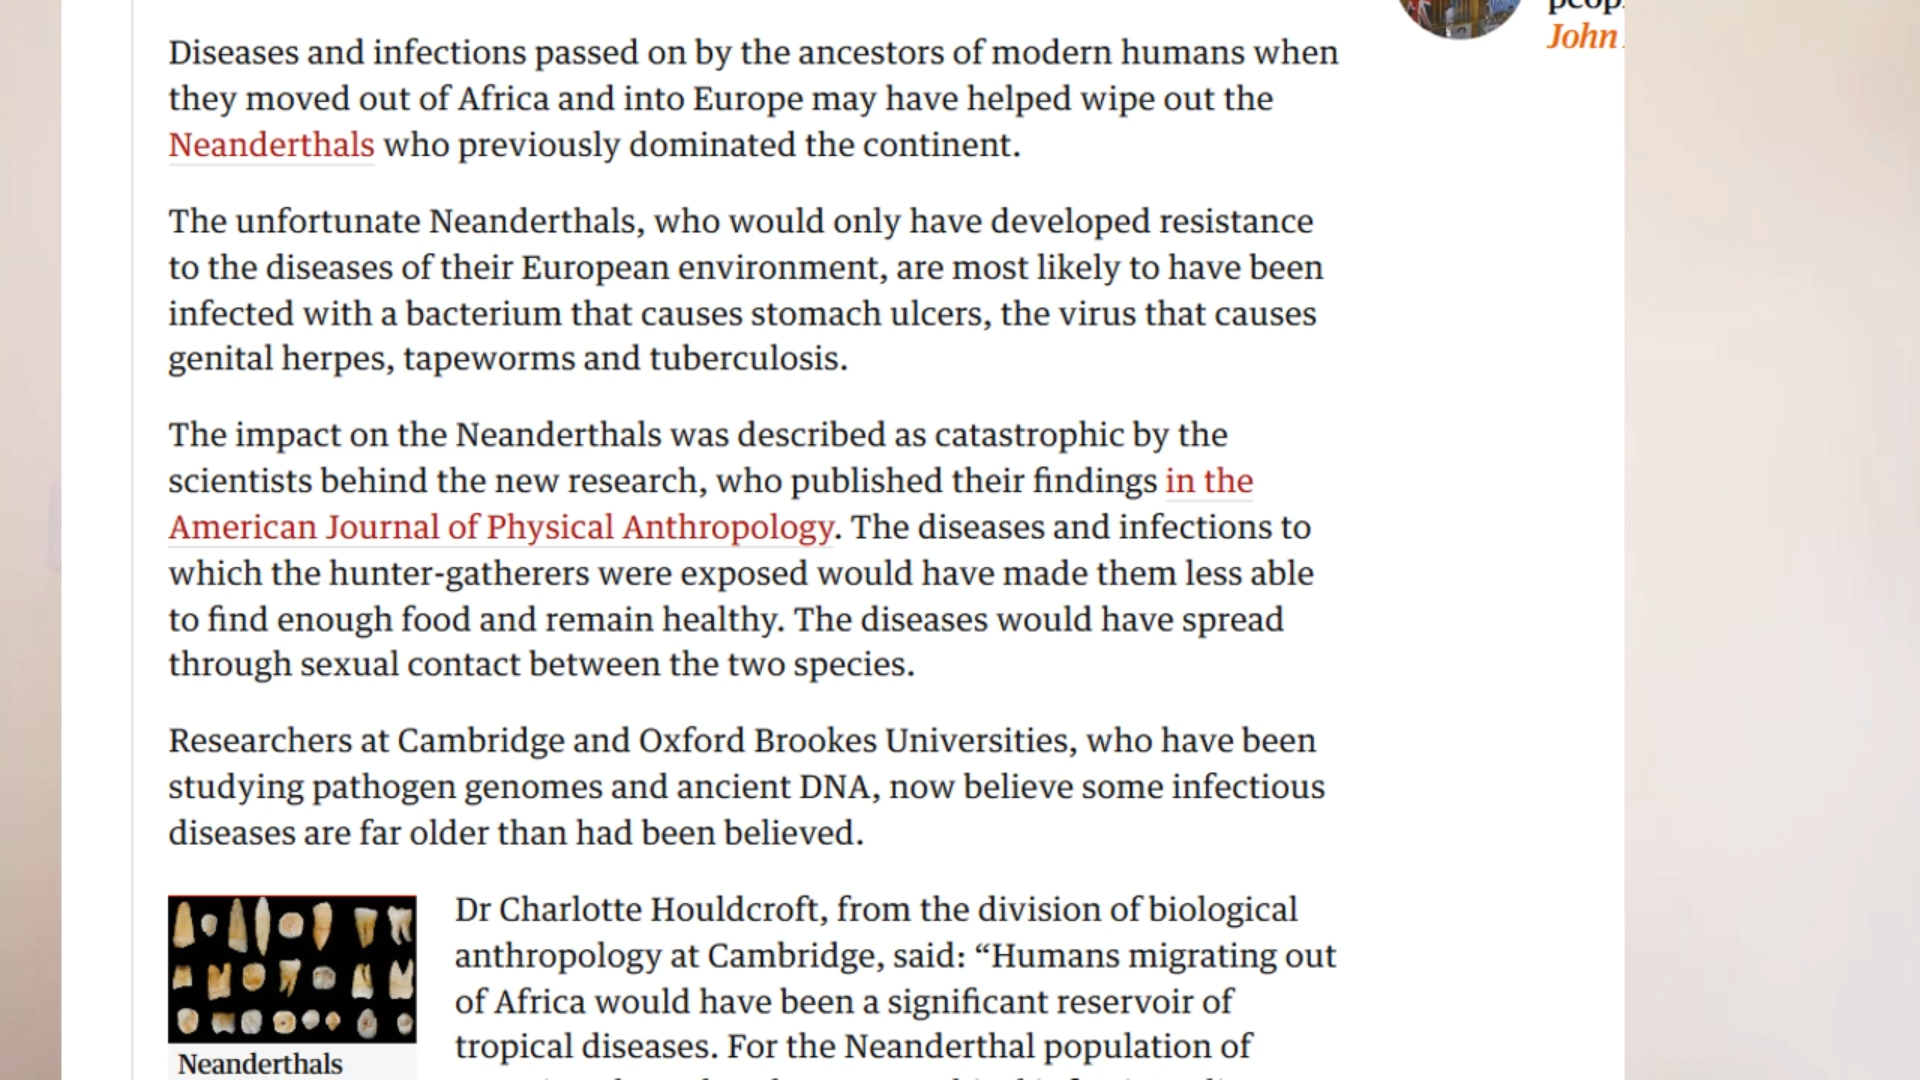 Diseases and infections passed on by the ancestors of modern humans when
they moved out of Africa and into Europe may have helped wipe out the
Neanderthals who previously dominated the continent.
The unfortunate Neanderthals, who would only have developed resistance
to the diseases of their European environment, are most likely to have been
infected with a bacterium that causes stomach ulcers, the virus that causes
genital herpes, tapeworms and tuberculosis.
The impact on the Neanderthals was described as catastrophic by the
scientists behind the new research, who published their findings in the
American Journal of Physical Anthropology. The diseases and infections to
which the hunter-gatherers were exposed would have made them less able
to find enough food and remain healthy. The diseases would have spread
through sexual contact between the two species.
Researchers at Cambridge and Oxford Brookes Universities, who have been
studying pathogen genomes and ancient DNA, now believe some infectious
diseases are far older than had been believed.
Dr Charlotte Houldcroft, from the division of biological
anthropology at Cambridge, said: “Humans migrating out
of Africa would have been a significant reservoir of
tropical diseases. For the Neanderthal population of
Neanderthals
John